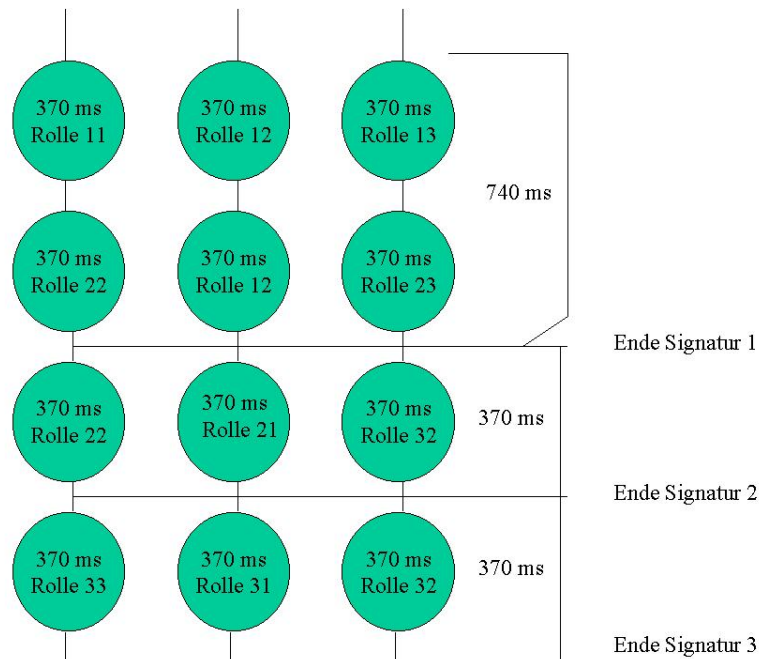 370 ms
Rolle 11
370 ms
Rolle 12
370 ms
Rolle 13
740 ms
370 ms
Rolle 22
370 ms
Rolle 12
370 ms
Rolle 23
Ende Signatur 1
370 ms
Rolle 22
370 ms
Rolle 21
370 ms
Rolle 32
370 ms
Ende Signatur 2
370 ms
Rolle 33
370 ms
Rolle 31
370 ms
Rolle 32
370 ms
Ende Signatur 3